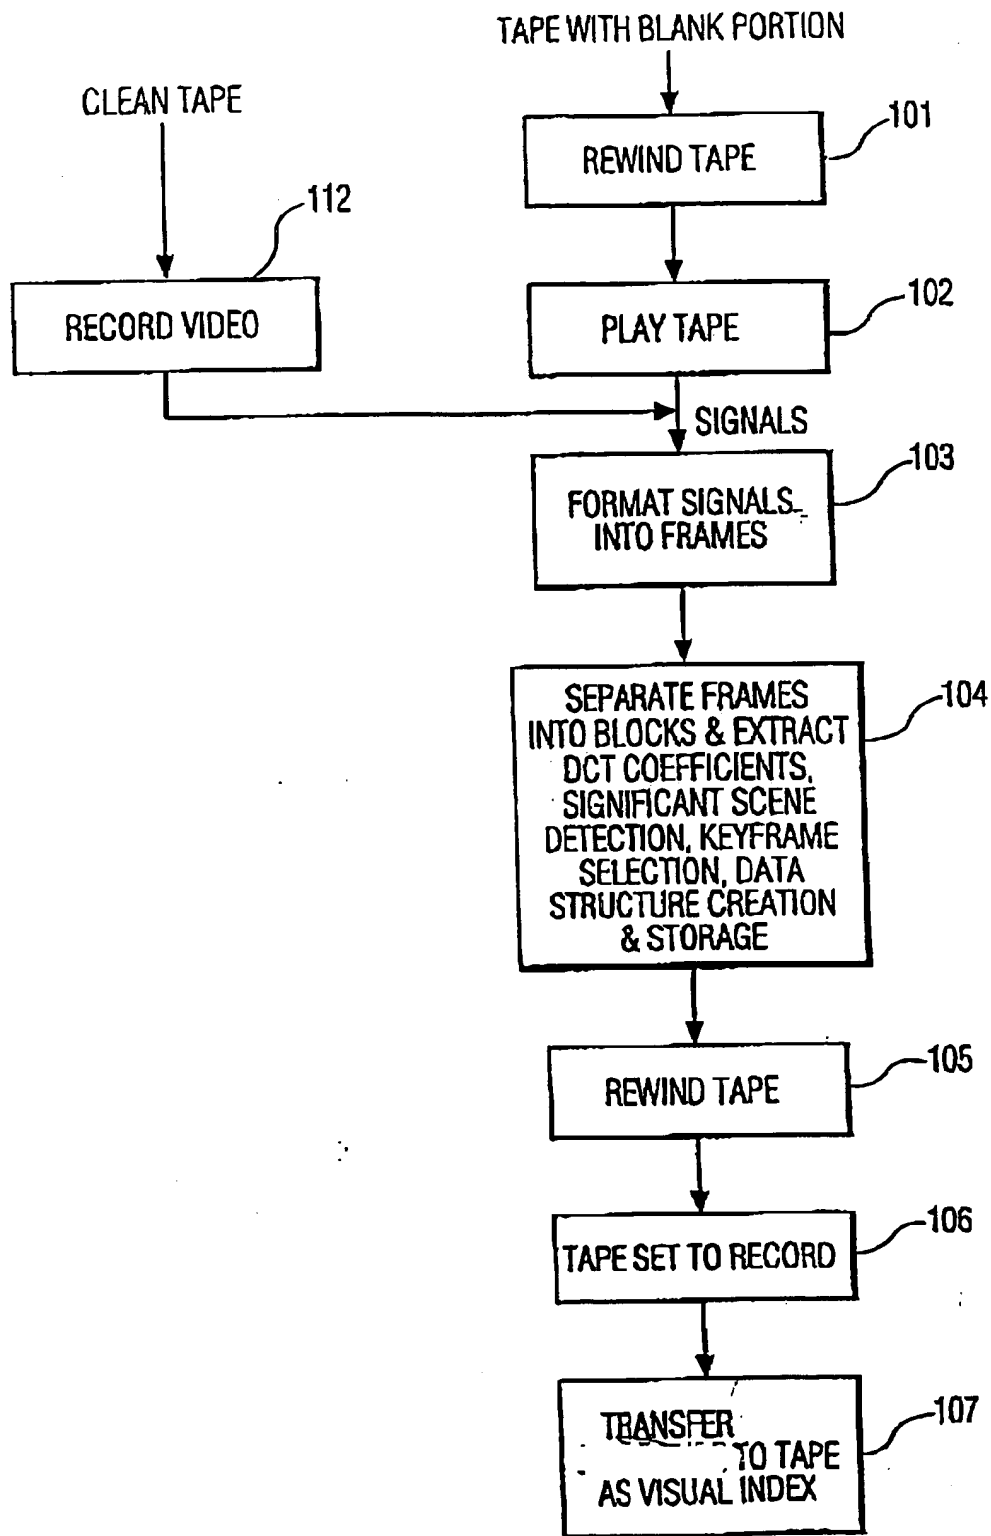 TAPE WITH BLANK PORTION
CLEAN TAPE
101
REWIND TAPE
112
102
RECORD VIDEO
PLAY TAPE
SIGNALS
103
FORMAT SIGNALS
INTO FRAMES
104
SEPARATE FRAMES
INTO BLOCKS & EXTRACT
DCT COEFFICIENTS,
SIGNIFICANT SCENE
DETECTION, KEYFRAME
SELECTION, DATA
STRUCTURE CREATION
& STORAGE
105
REWIND TAPE
106
TAPE SET TO RECORD
107
TRANSFER
TO TAPE
AS VISUAL INDEX